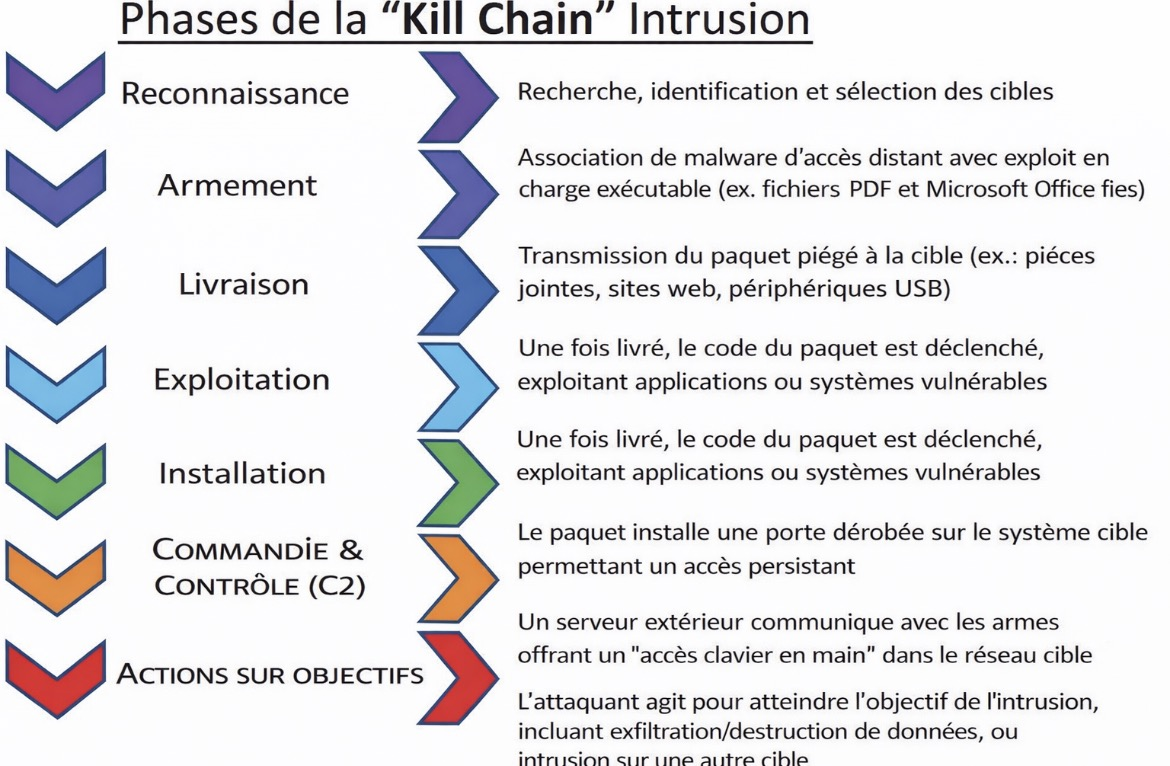 Phases de la “Kill Chain” Intrusion
Reconnaissance
Recherche, identification et sélection des cibles
Armement
Association de malware d’accès distant avec exploit en
charge exécutable (ex. fichiers PDF et Microsoft Office fies)
Livraison
Transmission du paquet piégé à la cible (ex.: piéces
jointes, sites web, périphériques USB)
Exploitation
Une fois livré, le code du paquet est déclenché,
exploitant applications ou systèmes vulnérables
Installation
Une fois livré, le code du paquet est déclenché,
exploitant applications ou systèmes vulnérables
COMMANDİE &
CONTRÔLE (C2)
Le paquet installe une porte dérobée sur le système cible
permettant un accès persistant
ACTIONS SUR OBJECTIFS
Un serveur extérieur communique avec les armes
offrant un "accès clavier en main" dans le réseau cible
L'attaquant agit pour atteindre l'objectif de l'intrusion,
incluant exfiltration/destruction de données, ou
intrusion sur une autre cible